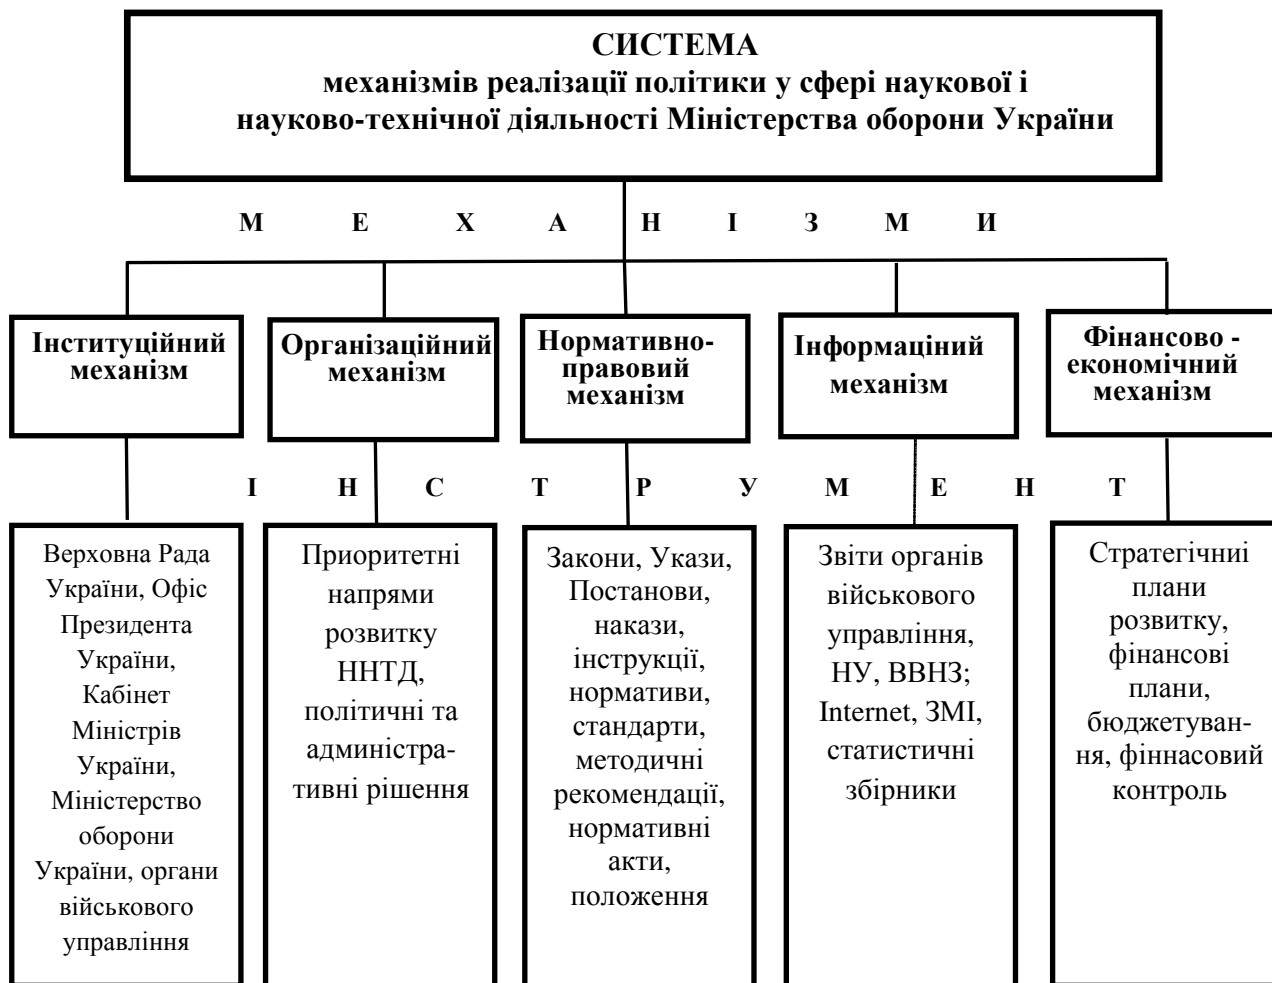 СИСТЕМА
механізмів реалізації політики у сфері наукової і
науково-технічної діяльності Міністерства оборони України
М Е Х А Н І З М И
Інституційний
механізм
Організаційний
механізм
Нормативно-
правовий
механізм
Інформаціний
механізм
Фінансово -
економічний
механізм
І Н С Т Р У М Е Н Т
Верховна Рада
України, Офіс
Президента
України,
Кабінет
Міністрів
України,
Міністерство
оборони
України, органи
військового
управління
Приоритетні
напрями
розвитку
ННТД,
політичні та
адміністра-
тивні рішення
Закони, Укази,
Постанови,
накази,
інструкції,
нормативи,
стандарти,
методичні
рекомендації,
нормативні
акти,
положення
Звіти органів
військового
управління,
НУ, ВВНЗ;
Internet, ЗМІ,
статистичні
збірники
Стратегічниі
плани
розвитку,
фінансові
плани,
бюджетуван-
ня, фіннасовий
контроль